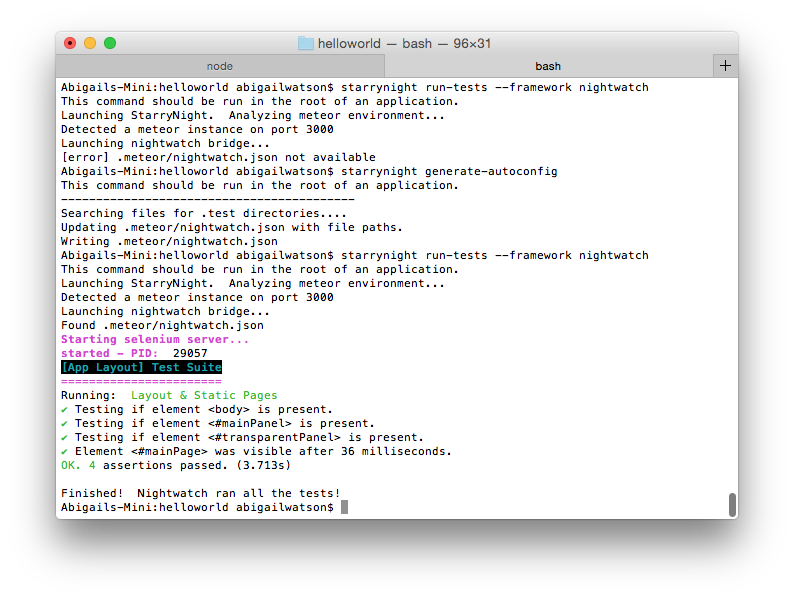 helloworld — bash — 96×31
node
bash
+
Abigails-Mini:helloworld abigailwatson$ starrynight run-tests --framework nightwatch
This command should be run in the root of an application.
Launching StarryNight.  Analyzing meteor environment...
Detected a meteor instance on port 3000
Launching nightwatch bridge...
[error] .meteor/nightwatch.json not available
Abigails-Mini:helloworld abigailwatson$ starrynight generate-autoconfig
This command should be run in the root of an application.
------------------------------------------
Searching files for .test directories....
Updating .meteor/nightwatch.json with file paths.
Writing .meteor/nightwatch.json
Abigails-Mini:helloworld abigailwatson$ starrynight run-tests --framework nightwatch
This command should be run in the root of an application.
Launching StarryNight.  Analyzing meteor environment...
Detected a meteor instance on port 3000
Launching nightwatch bridge...
Found .meteor/nightwatch.json
Starting selenium server...
started - PID:  29057
[App Layout] Test Suite
=======================
Running:  Layout & Static Pages
✔ Testing if element <body> is present.
✔ Testing if element <#mainPanel> is present.
✔ Testing if element <#transparentPanel> is present.
✔ Element <#mainPage> was visible after 36 milliseconds.
OK. 4 assertions passed. (3.713s)
Finished!  Nightwatch ran all the tests!
Abigails-Mini:helloworld abigailwatson$